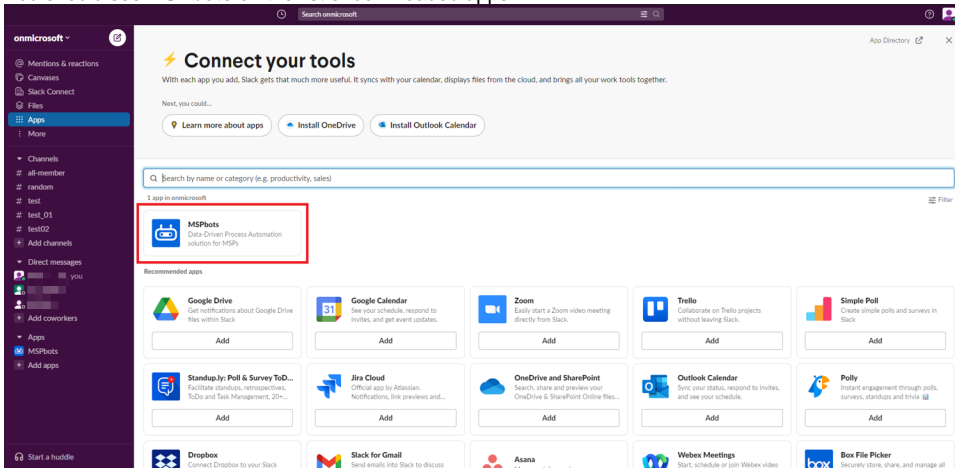 Search onmicrosoft
onmicrosoft
Mentions & reactions
Canvases
Slack Connect
Files
Apps
More
Channels
# all-member
# random
# test
# test_01
# test02
+ Add channels
Direct messages
you
+ Add coworkers
Apps
MSPbots
+ Add apps
Start a huddle
App Directory
Connect your tools
With each app you add, Slack gets that much more useful. It syncs with your calendar, displays files from the cloud, and brings all your work tools together.
Next, you could...
Learn more about apps
Install OneDrive
Install Outlook Calendar
Search by name or category (e.g. productivity, sales)
1 app in onmicrosoft
Filter
MSPbots
Data-Driven Process Automation
solution for MSPs
Recommended apps
Google Drive
Get notifications about Google Drive
files within Slack
Add
Google Calendar
31
See your schedule, respond to
invites, and get event updates.
Add
Zoom
Easily start a Zoom video meeting
directly from Slack.
Add
Trello
Collaborate on Trello projects
without leaving Slack.
Add
Simple Poll
Create simple polls and surveys in
Slack
Add
Standup.ly: Poll & Survey ToD...
Facilitate standups, retrospectives,
ToDo and Task Management, 20+...
Add
Jira Cloud
Official app by Atlassian.
Notifications, link previews and...
Add
OneDrive and SharePoint
Search, share and preview your
OneDrive & SharePoint Online files...
Add
Outlook Calendar
Sync your status, respond to invites,
and see your schedule.
Add
Polly
Instant engagement through polls,
surveys, standups and trivia
Add
Dropbox
Connect Dropbox to your Slack
Slack for Gmail
Send emails into Slack to discuss
Asana
Webex Meetings
Start, schedule or join Webex video
box
Box File Picker
Securely store, share, and manage all